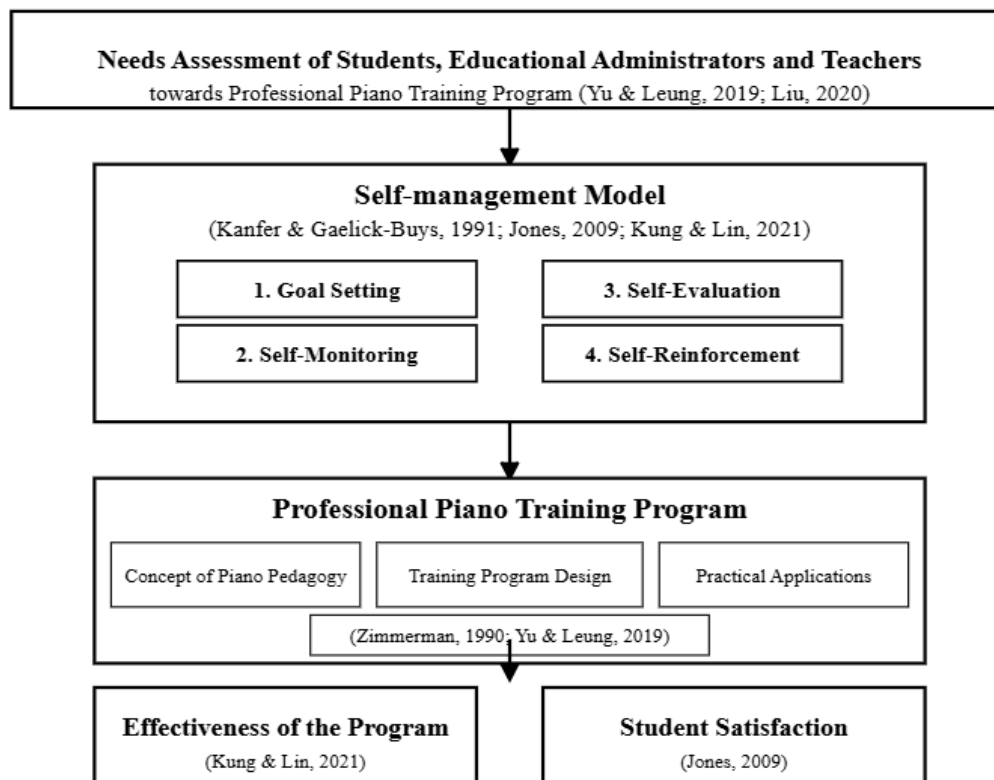 Needs Assessment of Students, Educational Administrators and Teachers
towards Professional Piano Training Program (Yu & Leung, 2019; Liu, 2020)
Self-management Model
(Kanfer & Gaelick-Buys, 1991; Jones, 2009; Kung & Lin, 2021)
1. Goal Setting
3. Self-Evaluation
2. Self-Monitoring
4. Self-Reinforcement
Professional Piano Training Program
Concept of Piano Pedagogy
Training Program Design
Practical Applications
(Zimmerman, 1990; Yu & Leung, 2019)
Effectiveness of the Program
(Kung & Lin, 2021)
Student Satisfaction
(Jones, 2009)